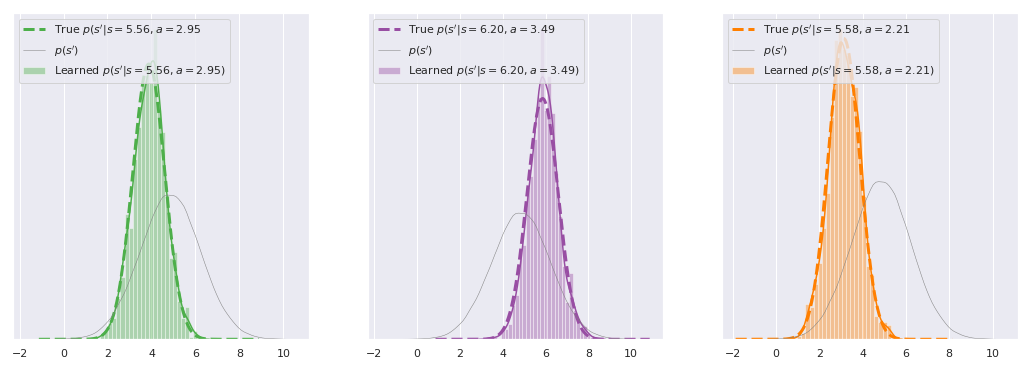 True p(s′|s = 5.56, a = 2.95
p(s′)
Learned p(s′|s = 5.56, a = 2.95)
−2 0 2 4 6 8 10
True p(s′|s = 6.20, a = 3.49
p(s′)
Learned p(s′|s = 6.20, a = 3.49)
−2 0 2 4 6 8 10
True p(s′|s = 5.58, a = 2.21
p(s′)
Learned p(s′|s = 5.58, a = 2.21)
−2 0 2 4 6 8 10